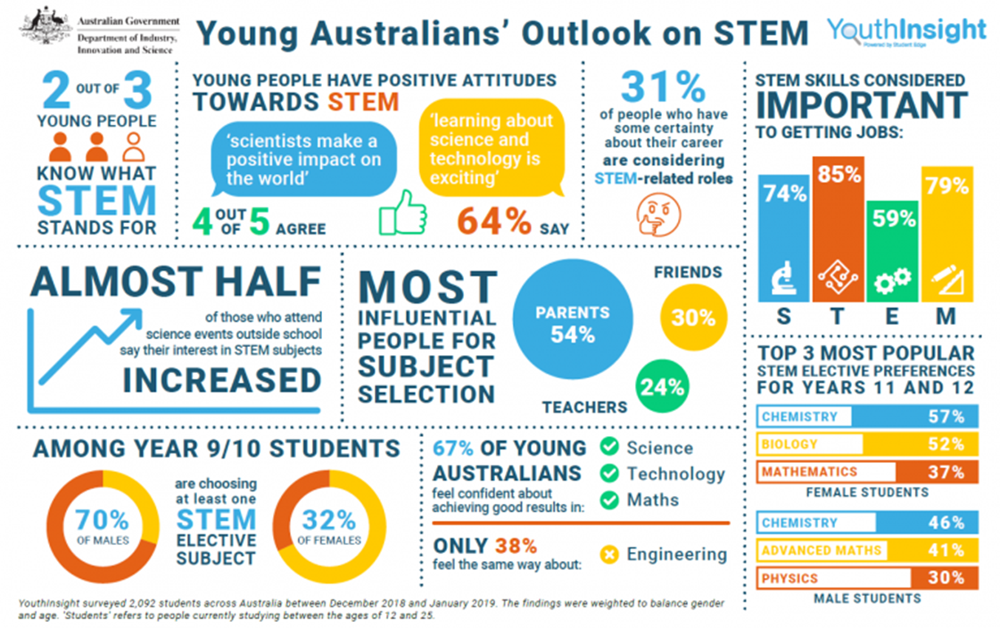 Australian Government
Department of Industry,
Innovation and Science
Young Australians' Outlook on STEM
YouthInsight
Powered by Student Edge
2 OUT OF 3
YOUNG PEOPLE
KNOW WHAT
STEM
STANDS FOR
YOUNG PEOPLE HAVE POSITIVE ATTITUDES
TOWARDS STEM
'scientists make a
positive impact on
the world'
4 OUT OF 5 AGREE
'learning about
science and
technology is
exciting'
64% SAY
31%
of people who have
some certainty
about their career
are considering
STEM-related roles
STEM SKILLS CONSIDERED
IMPORTANT
TO GETTING JOBS:
74%
85%
59%
79%
S T E M
ALMOST HALF
of those who attend
science events outside school
say their interest in STEM subjects
INCREASED
MOST
INFLUENTIAL
PEOPLE FOR
SUBJECT
SELECTION
PARENTS
54%
FRIENDS
30%
24%
TEACHERS
TOP 3 MOST POPULAR
STEM ELECTIVE PREFERENCES
FOR YEARS 11 AND 12
CHEMISTRY 57%
BIOLOGY 52%
MATHEMATICS 37%
FEMALE STUDENTS
CHEMISTRY 46%
ADVANCED MATHS 41%
PHYSICS 30%
MALE STUDENTS
AMONG YEAR 9/10 STUDENTS
70%
OF MALES
are choosing
at least one
STEM
ELECTIVE
SUBJECT
32%
OF FEMALES
67% OF YOUNG
AUSTRALIANS
feel confident about
achieving good results in:
Science
Technology
Maths
ONLY 38%
feel the same way about:
Engineering
YouthInsight surveyed 2,092 students across Australia between December 2018 and January 2019. The findings were weighted to balance gender
and age. 'Students' refers to people currently studying between the ages of 12 and 25.